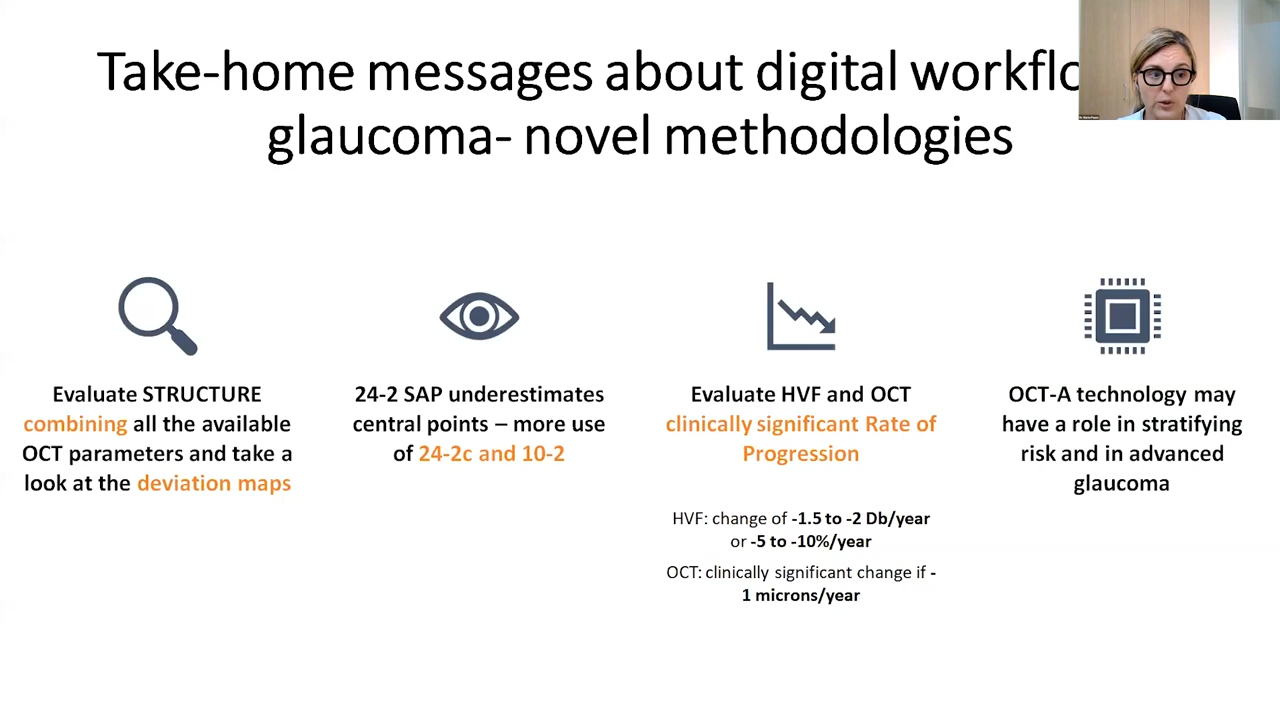 Take-home messages about digital
glaucoma- novel methodologies
Evaluate STRUCTURE
combining all the available
OCT parameters and take a
look at the deviation maps
24-2 SAP underestimates
central points – more use
of 24-2c and 10-2
Evaluate HVF and OCT
clinically significant Rate of
Progression
HVF: change of -1.5 to -2 Db/year
or -5 to -10%/year
OCT: clinically significant change if -
1 microns/year
OCT-A technology may
have a role in stratifying
risk and in advanced
glaucoma